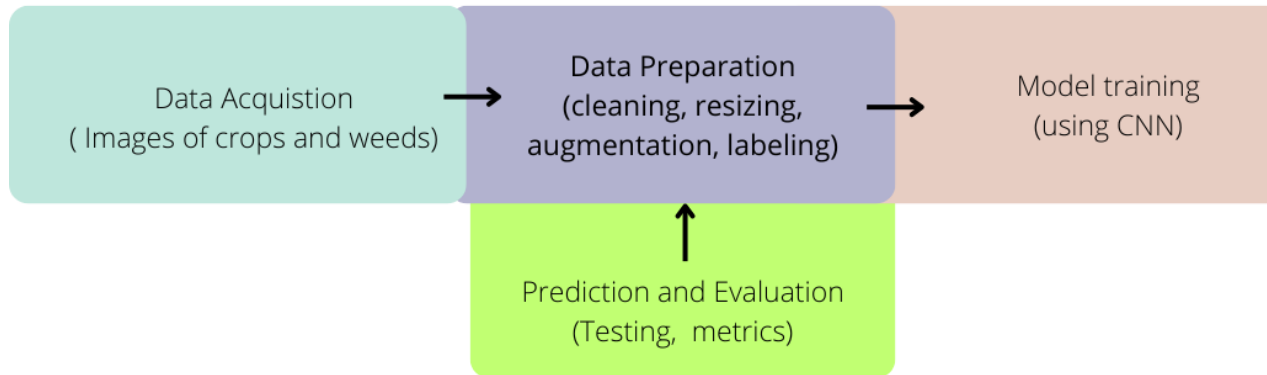 Data Acquistion
( Images of crops and weeds)
Data Preparation
(cleaning, resizing,
augmentation, labeling)
Model training
(using CNN)
Prediction and Evaluation
(Testing,  metrics)